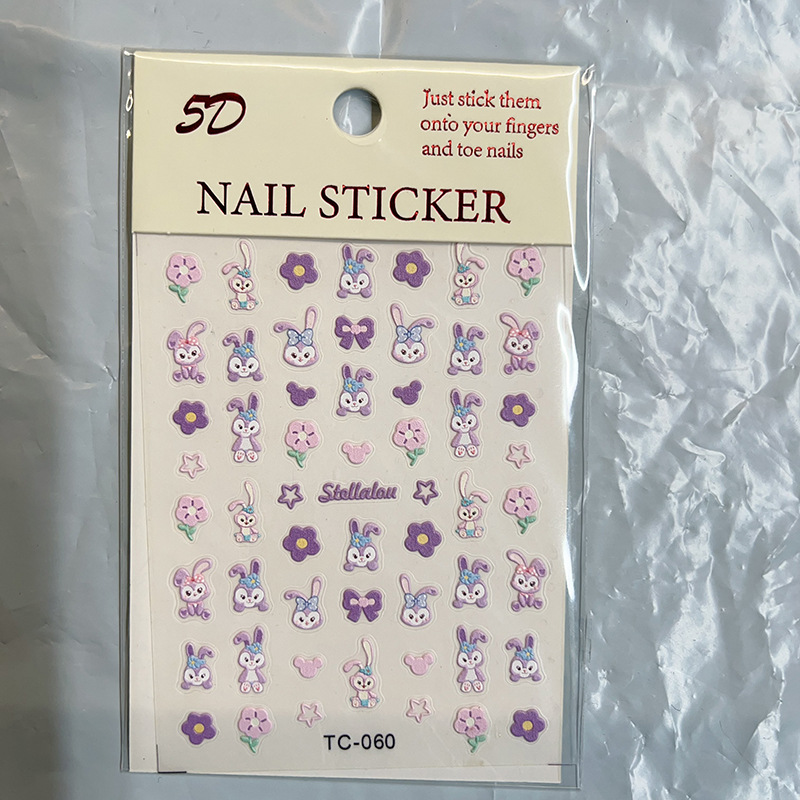 5D
Just stick them
onto your fingers
and toe nails
NAIL STICKER
Stellalou
TC-060